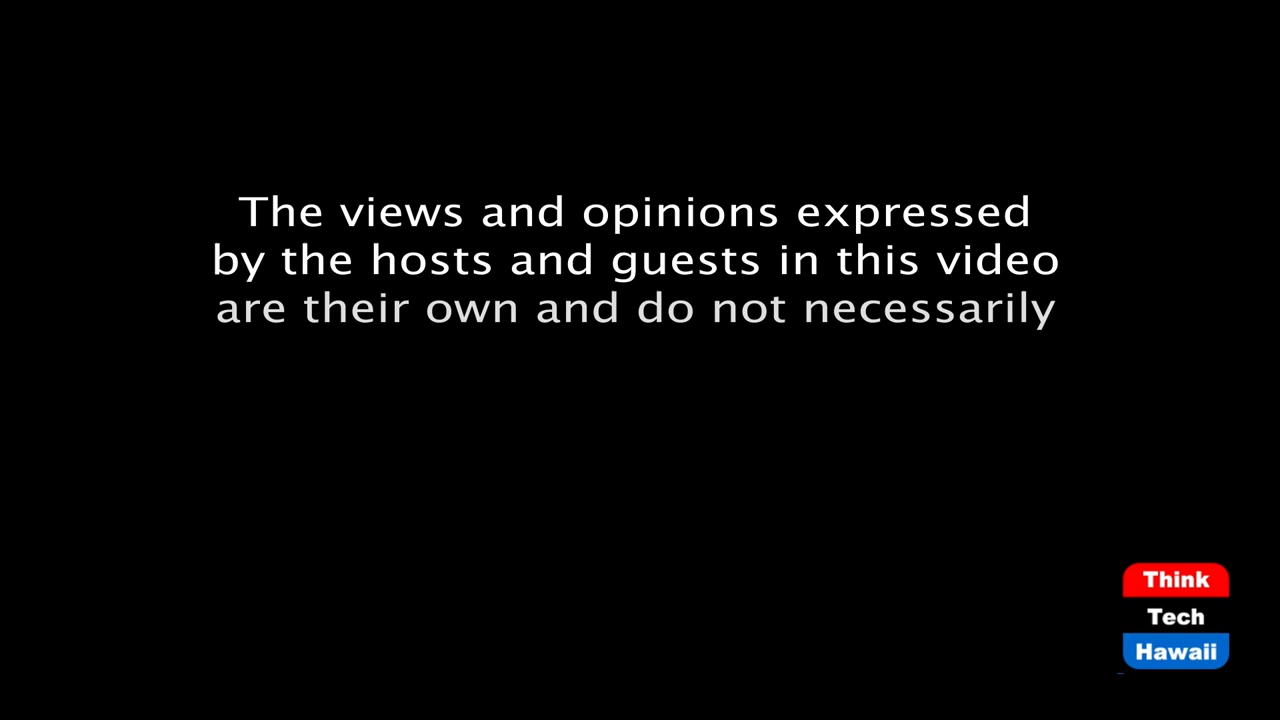 The views and opinions expressed
by the hosts and guests in this video
are their own and do not necessarily
Think
Tech
Hawaii